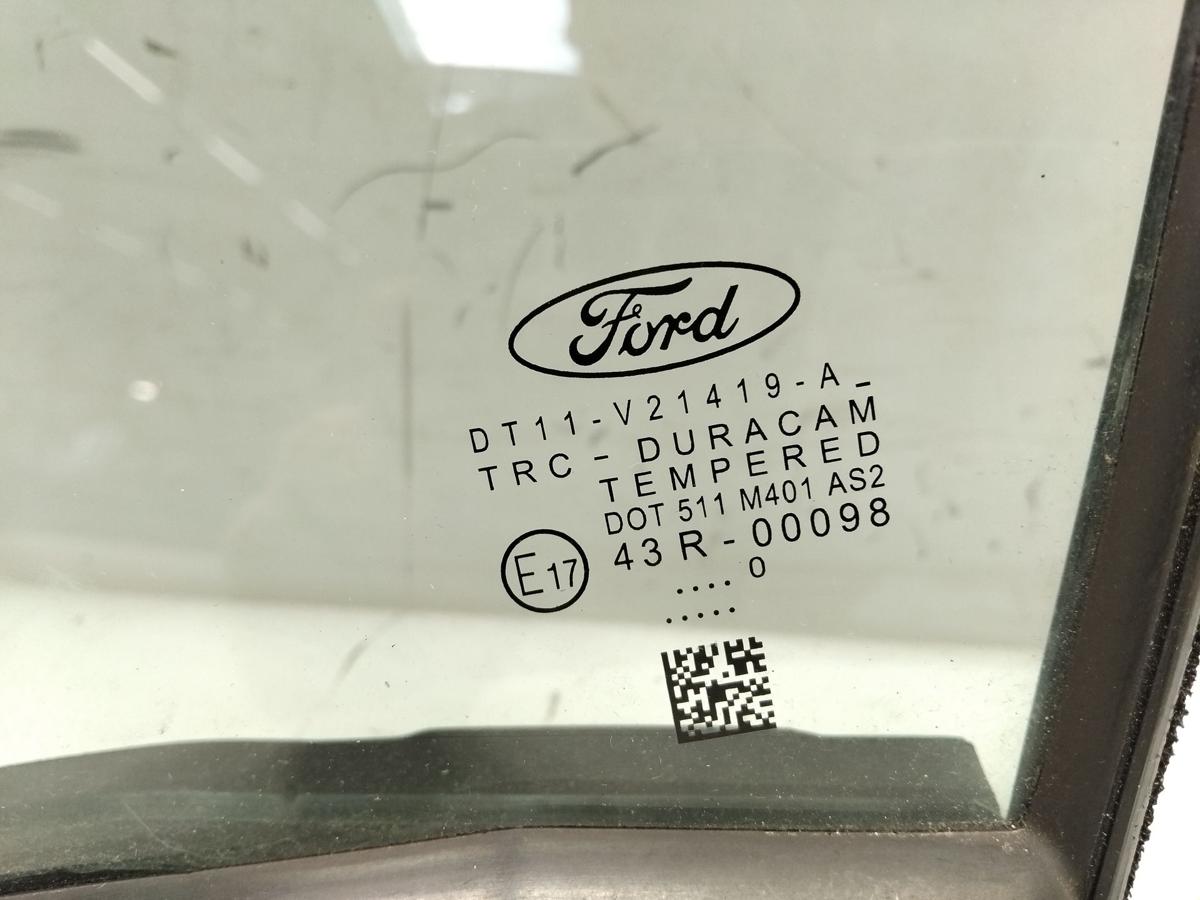 Ford
DT11-V21419-A_
TRC - DURACAM
TEMPERED
DOT 511 M401 AS2
E17 43R-00098
.... 0
.....